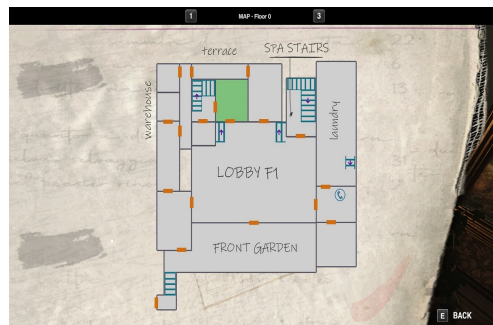 1
MAP - Floor 0
3
terrace
SPA STAIRS
warehouse
laundry
LOBBY F1
FRONT GARDEN
E BACK